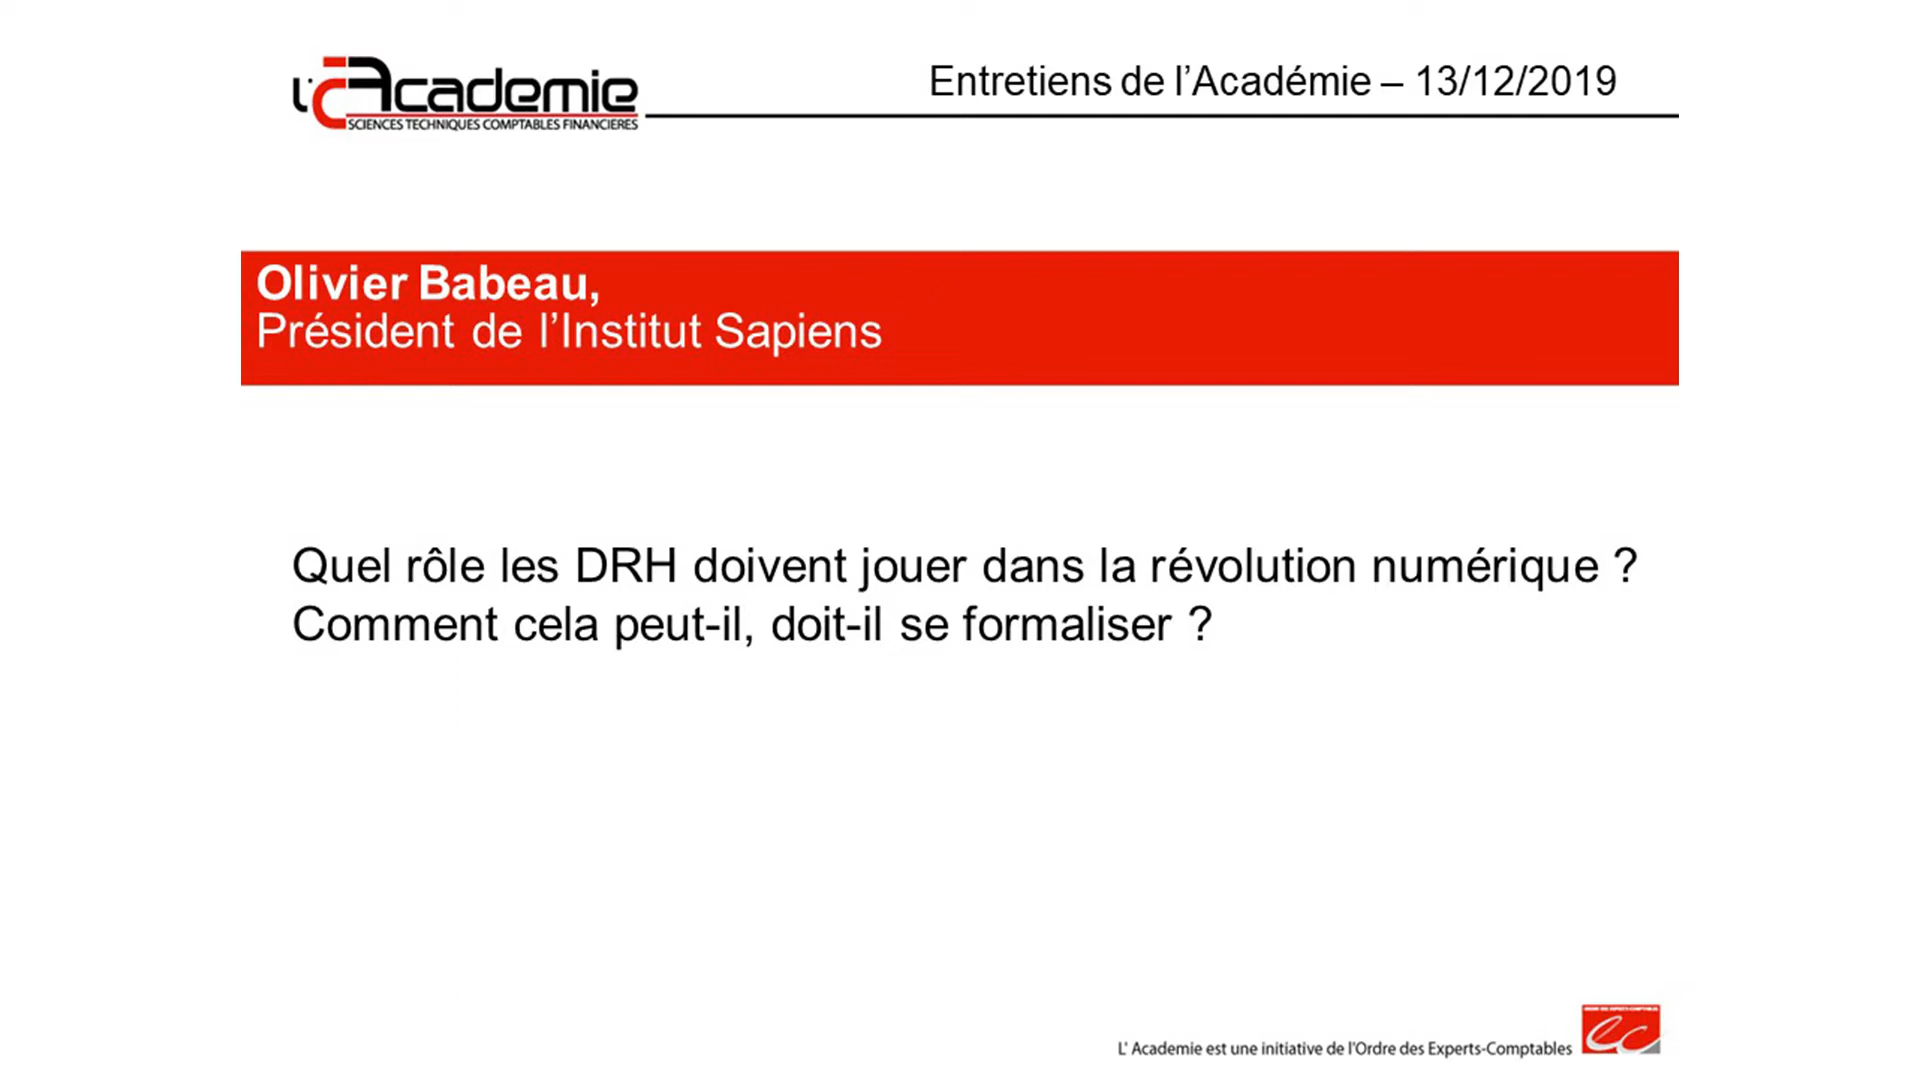 L'Academie
SCIENCES TECHNIQUES COMPTABLES FINANCIERES
Entretiens de l’Académie – 13/12/2019
Olivier Babeau,
Président de l’Institut Sapiens
Quel rôle les DRH doivent jouer dans la révolution numérique ?
Comment cela peut-il, doit-il se formaliser ?
L' Academie est une initiative de l'Ordre des Experts-Comptables
ec